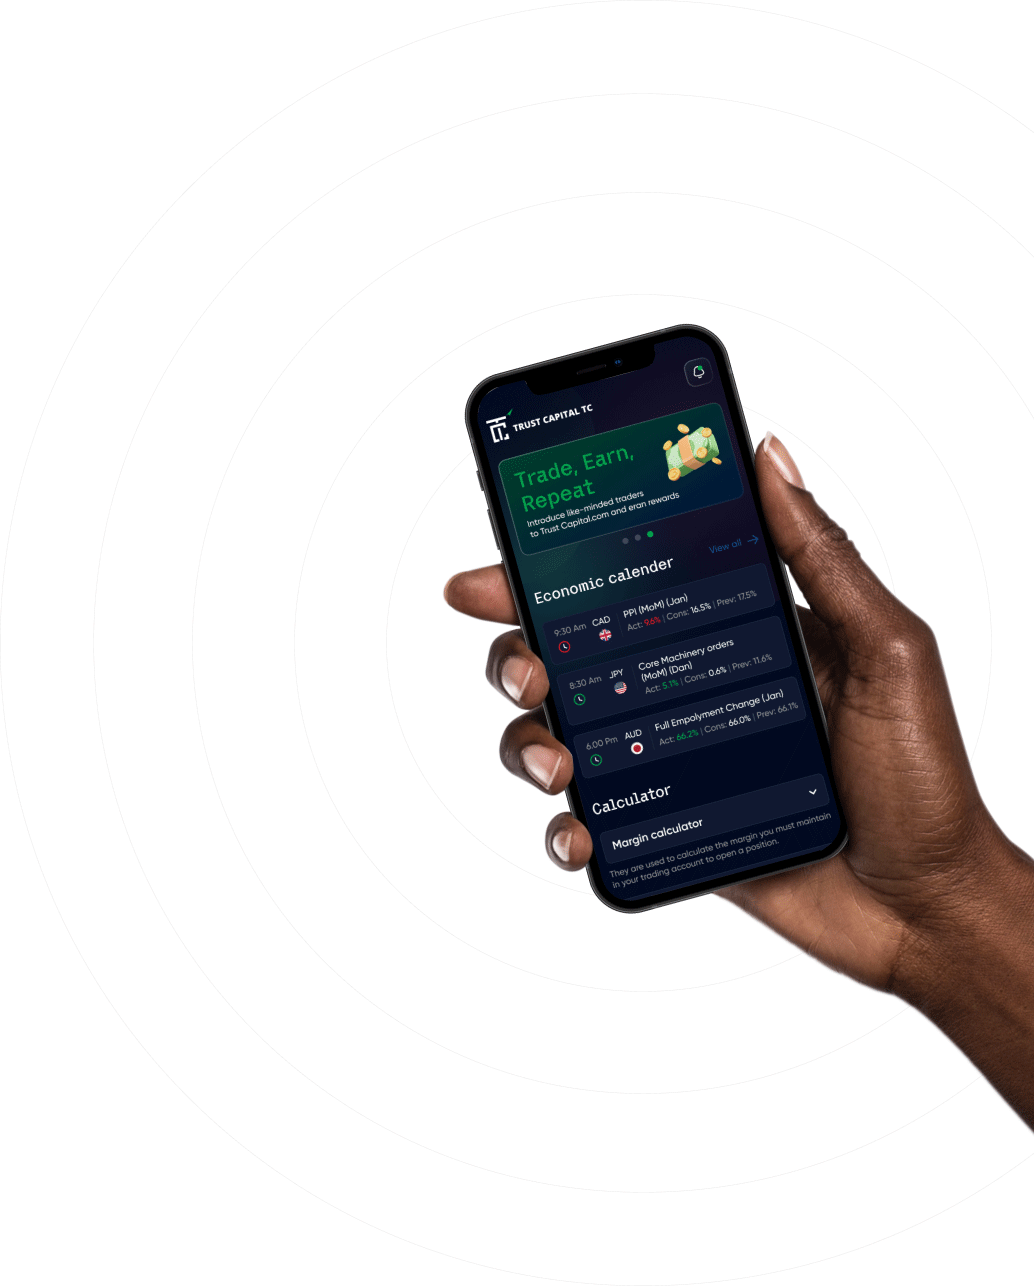 TRUST CAPITAL TC
Trade, Earn,
Repeat
Introduce like-minded traders
to Trust Capital.com and eran rewards
View all
Economic calender
9:30 Am
CAD
PPI (MoM) (Jan)
Act: 9.6% | Cons: 16.5% | Prev: 17.5%
8:30 Am
JPY
Core Machinery orders
(MoM) (Dan)
Act: 5.1% | Cons: 0.6% | Prev: 11.6%
6.00 Pm
AUD
Full Empolyment Change (Jan)
Act: 66.2% | Cons: 66.0% | Prev: 66.1%
Calculator
Margin calculator
They are used to calculate the margin you must maintain
in your trading account to open a position.